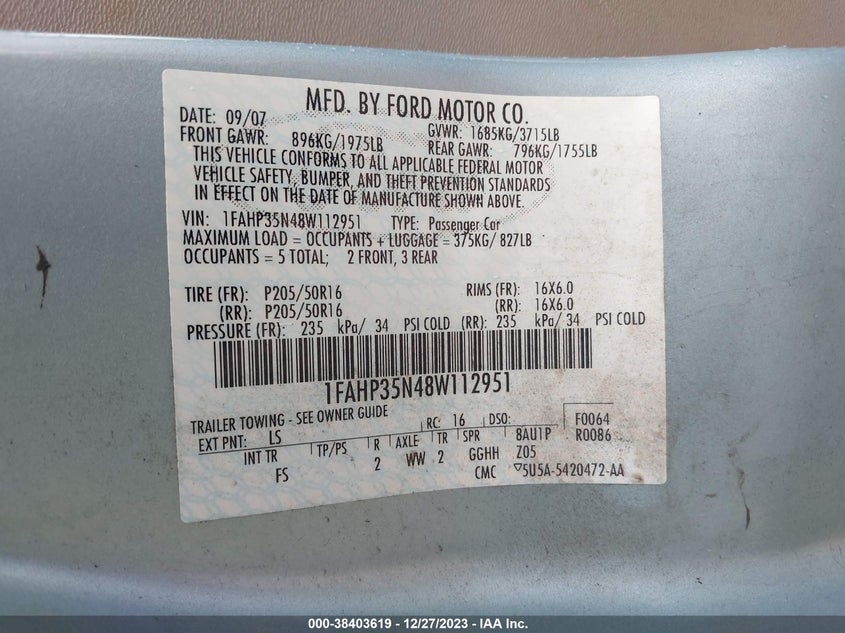 MFD. BY FORD MOTOR CO.
DATE: 09/07 GVWR: 1685KG/3715LB
FRONT GAWR: 896KG/1975LB REAR GAWR: 796KG/1755LB
THIS VEHICLE CONFORMS TO ALL APPLICABLE FEDERAL MOTOR
VEHICLE SAFETY, BUMPER, AND THEFT PREVENTION STANDARDS
IN EFFECT ON THE DATE OF MANUFACTURE SHOWN ABOVE.
VIN: 1FAHP35N48W112951 TYPE: Passenger Car
MAXIMUM LOAD = OCCUPANTS + LUGGAGE = 375KG/ 827LB
OCCUPANTS = 5 TOTAL; 2 FRONT, 3 REAR
TIRE (FR): P205/50R16 RIMS (FR): 16X6.0
(RR): P205/50R16 (RR): 16X6.0
PRESSURE (FR): 235 kPa/ 34 PSI COLD (RR): 235 kPa/ 34 PSI COLD
1FAHP35N48W112951
TRAILER TOWING - SEE OWNER GUIDE RC: 16 DSO: F0064
EXT PNT: LS R0086
INT TR TP/PS R AXLE TR SPR 8AU1P
FS 2 WW 2 GGHH Z05
CMC ▽5U5A-5420472-AA
000-38403619 - 12/27/2023 - IAA Inc.